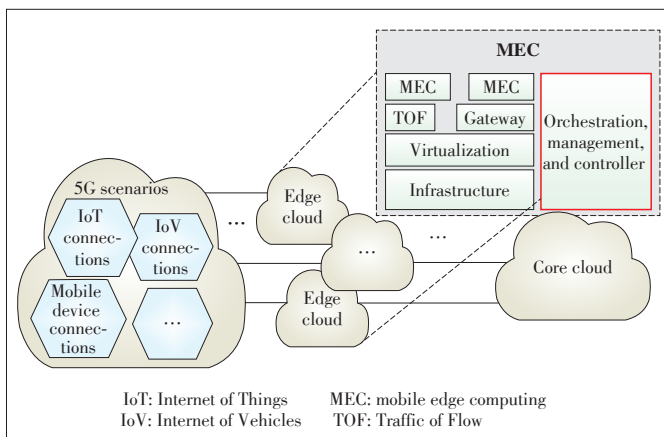 MEC
MEC
MEC
TOF
Gateway
Virtualization
Infrastructure
Orchestration,
management,
and controller
5G scenarios
IoT
connec-
tions
IoV
connec-
tions
Mobile
device
connec-
tions
...
...
Edge
cloud
...
...
Edge
cloud
Core cloud
IoT: Internet of Things
MEC: mobile edge computing
IoV: Internet of Vehicles
TOF: Traffic of Flow